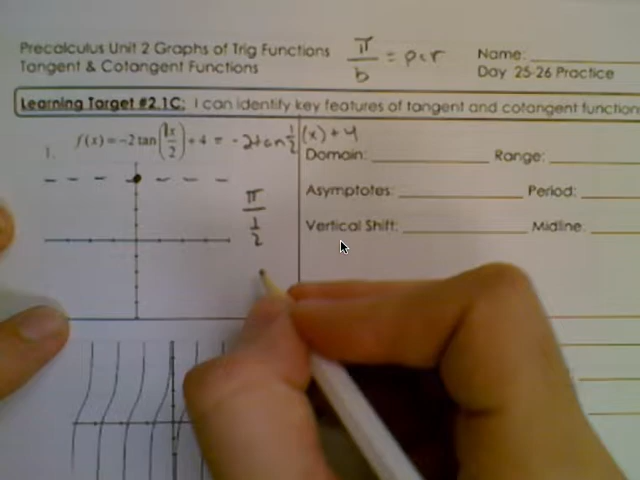 Precalculus Unit 2 Graphs of Trig Functions
Tangent & Cotangent Functions
π/b = per
Name:
Day 25-26 Practice
Learning Target #2.1C: I can identify key features of tangent and cotangent function
1. f(x) = -2 tan(1x/2) + 4 = -2tan 1/2 (x) + 4
Domain: Range:
Asymptotes: Period:
Vertical Shift: Midline:
π
1/2